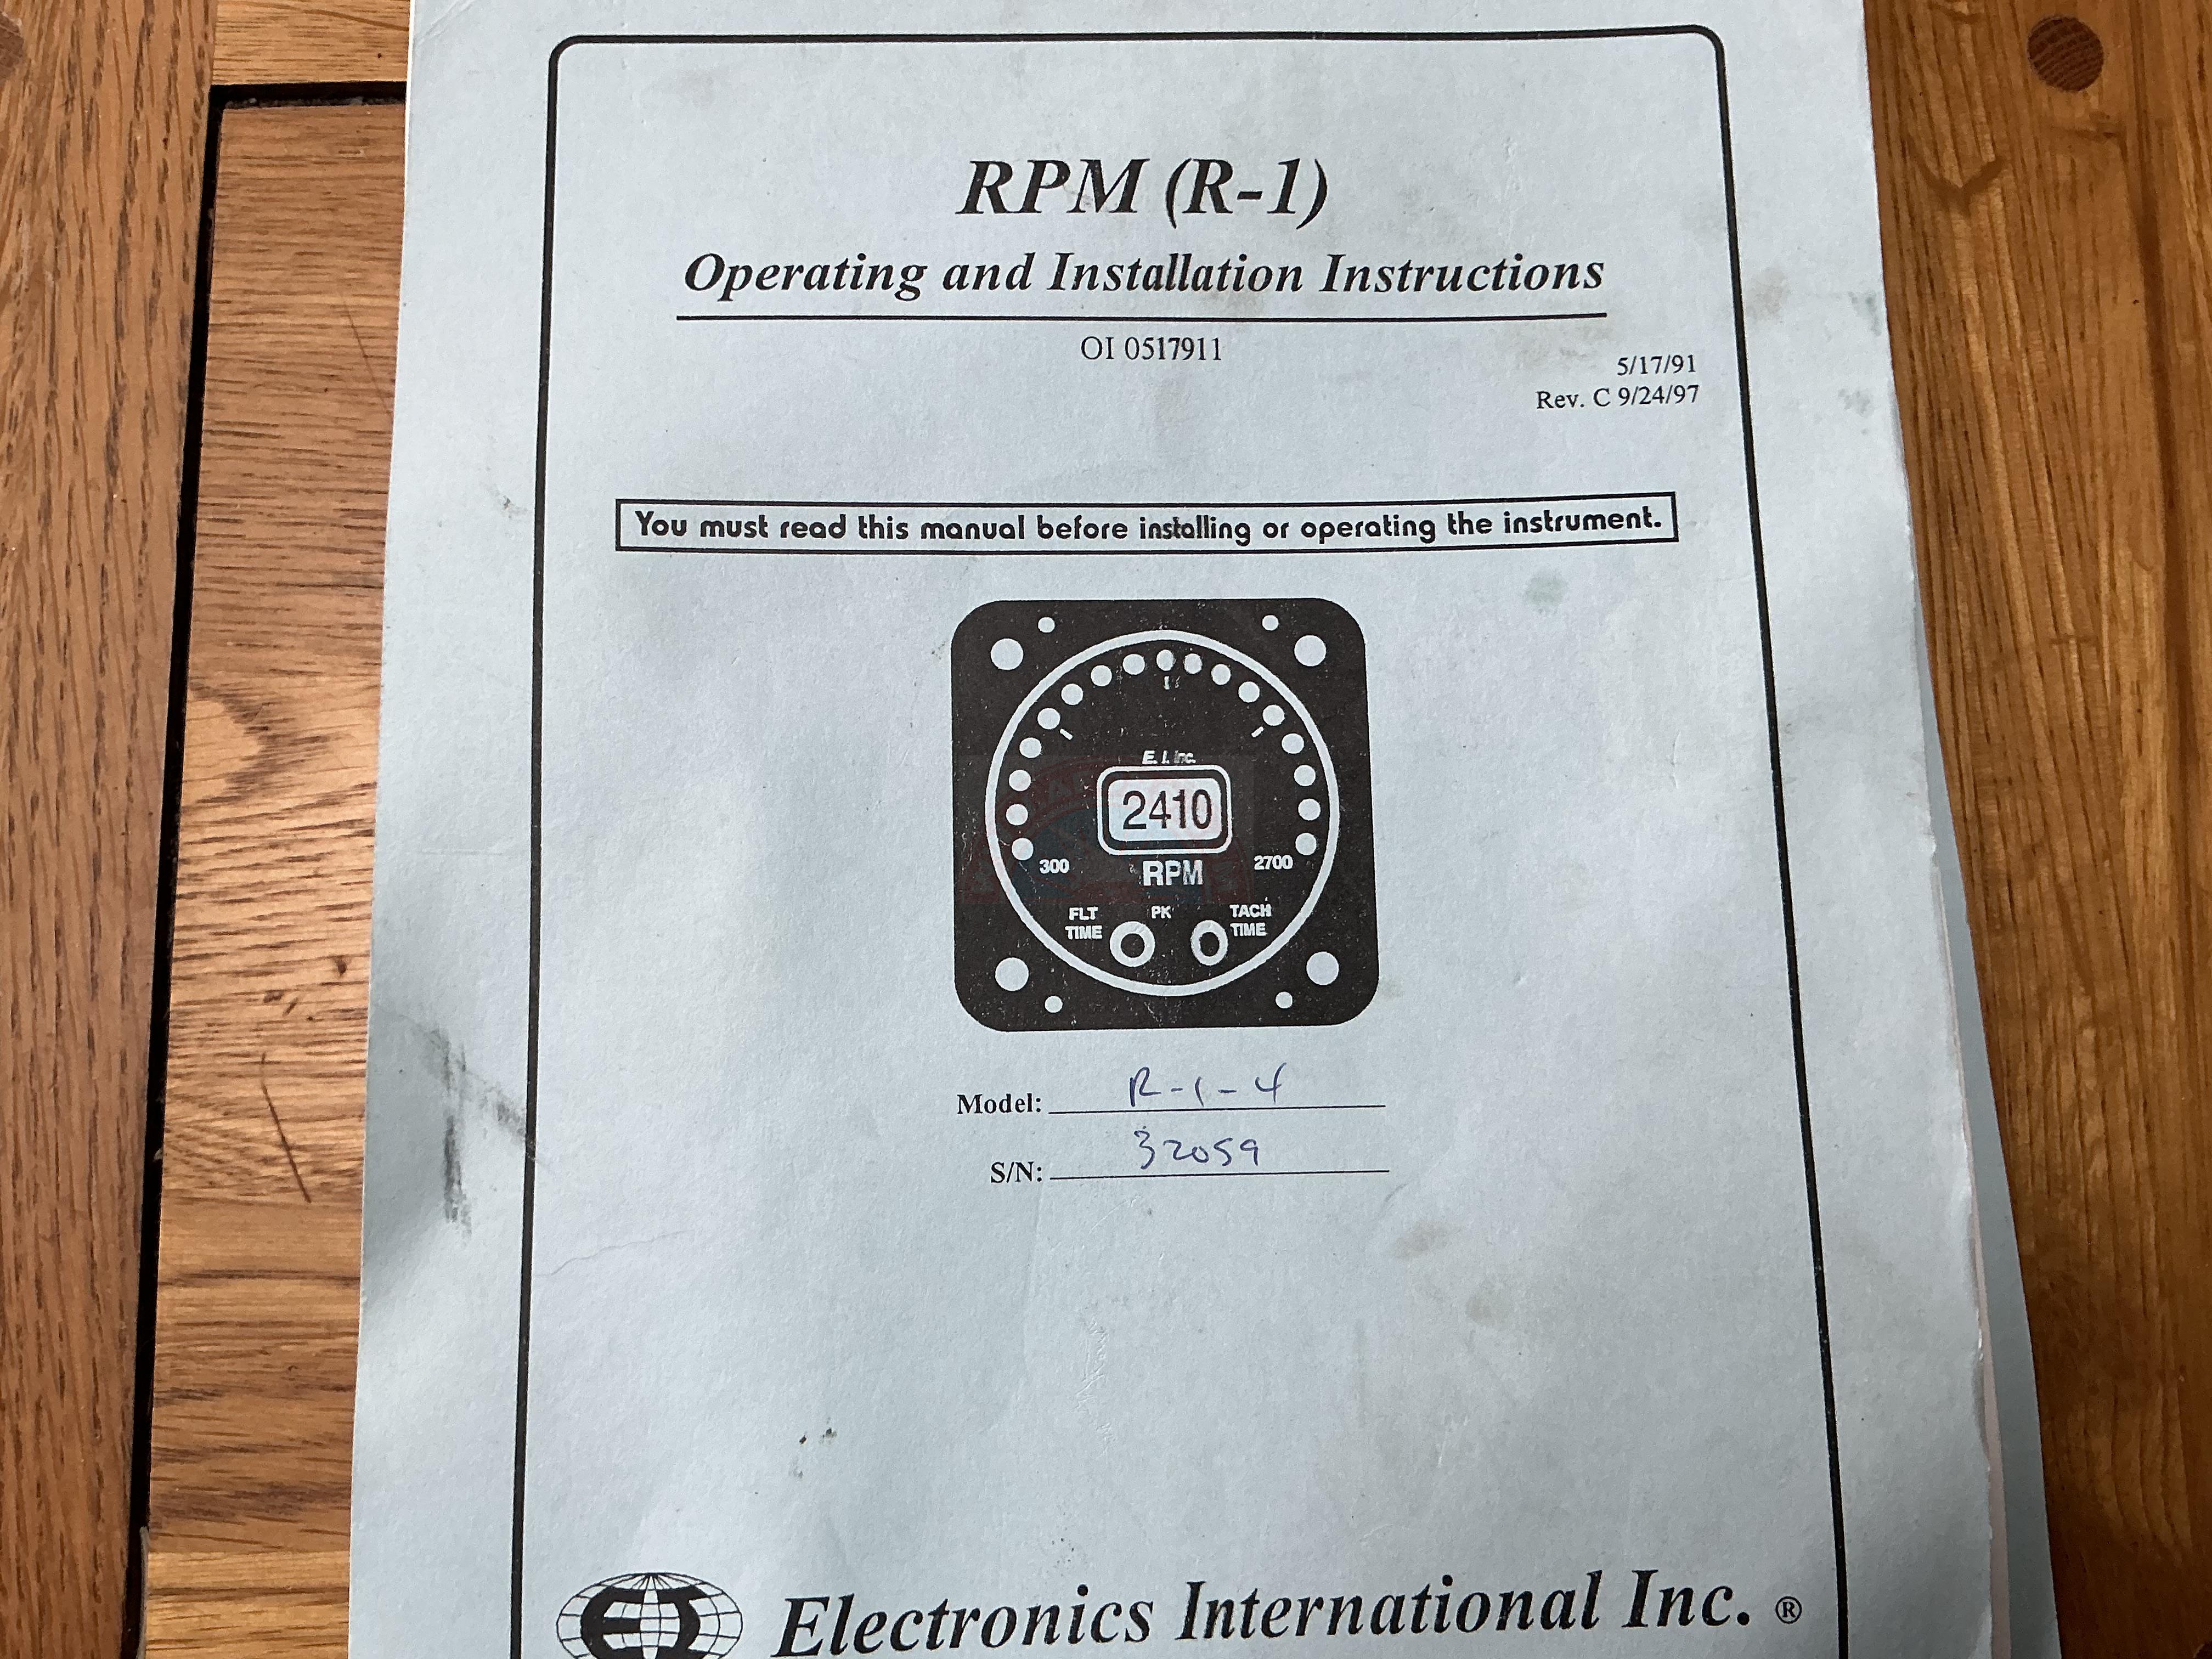 RPM (R-1)
Operating and Installation Instructions
OI 0517911
5/17/91
Rev. C 9/24/97
You must read this manual before installing or operating the instrument.
E. I. Inc.
2410
300 RPM 2700
FLT TIME PK TACH TIME
Model: R-1-4
S/N: 32059
EI Electronics International Inc. ®